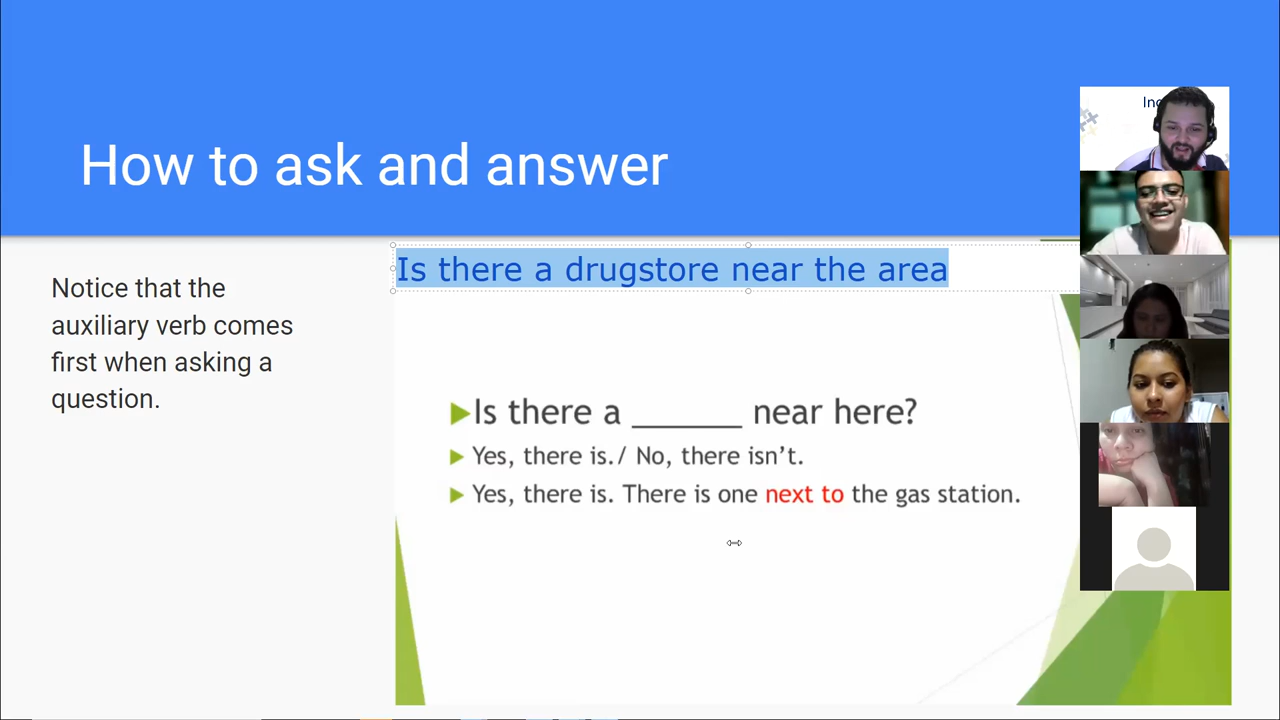 How to ask and answer
Notice that the
auxiliary verb comes
first when asking a
question.
Is there a drugstore near the area
Is there a ______ near here?
Yes, there is./ No, there isn't.
Yes, there is. There is one next to the gas station.